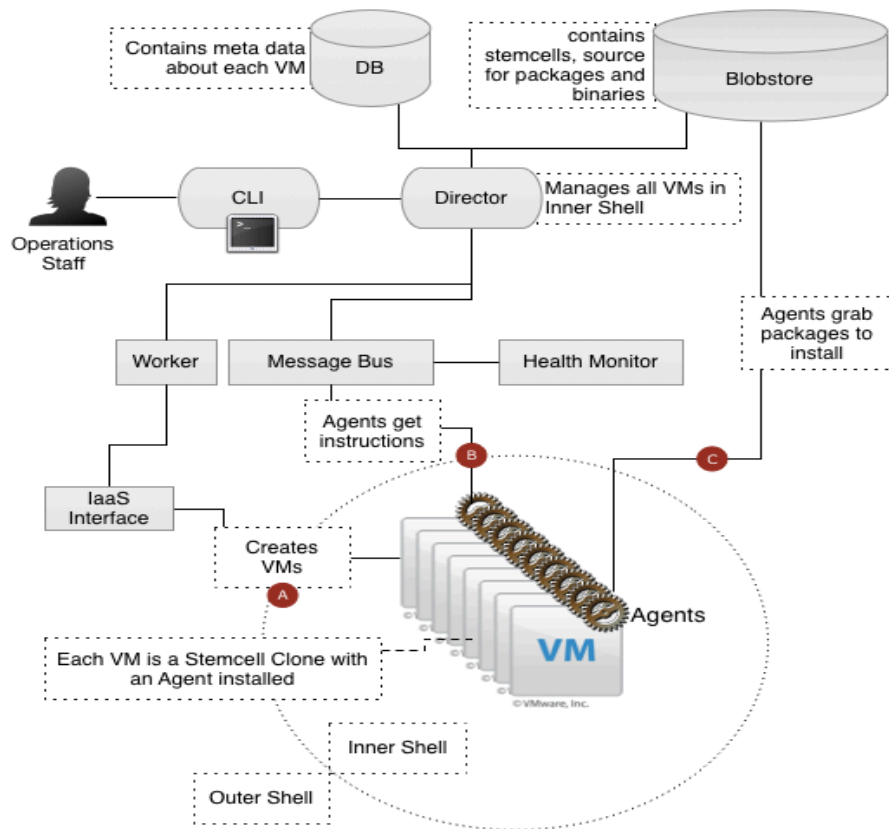 Contains meta data
about each VM
DB
contains
stemcells, source
for packages and
binaries
Blobstore
Operations
Staff
CLI
>_
Director
Manages all VMs in
Inner Shell
Agents grab
packages to
install
Worker
Message Bus
Health Monitor
Agents get
instructions
B
C
IaaS
Interface
Creates
VMs
A
Agents
VM
Each VM is a Stemcell Clone with
an Agent installed
© VMware, Inc.
Inner Shell
Outer Shell